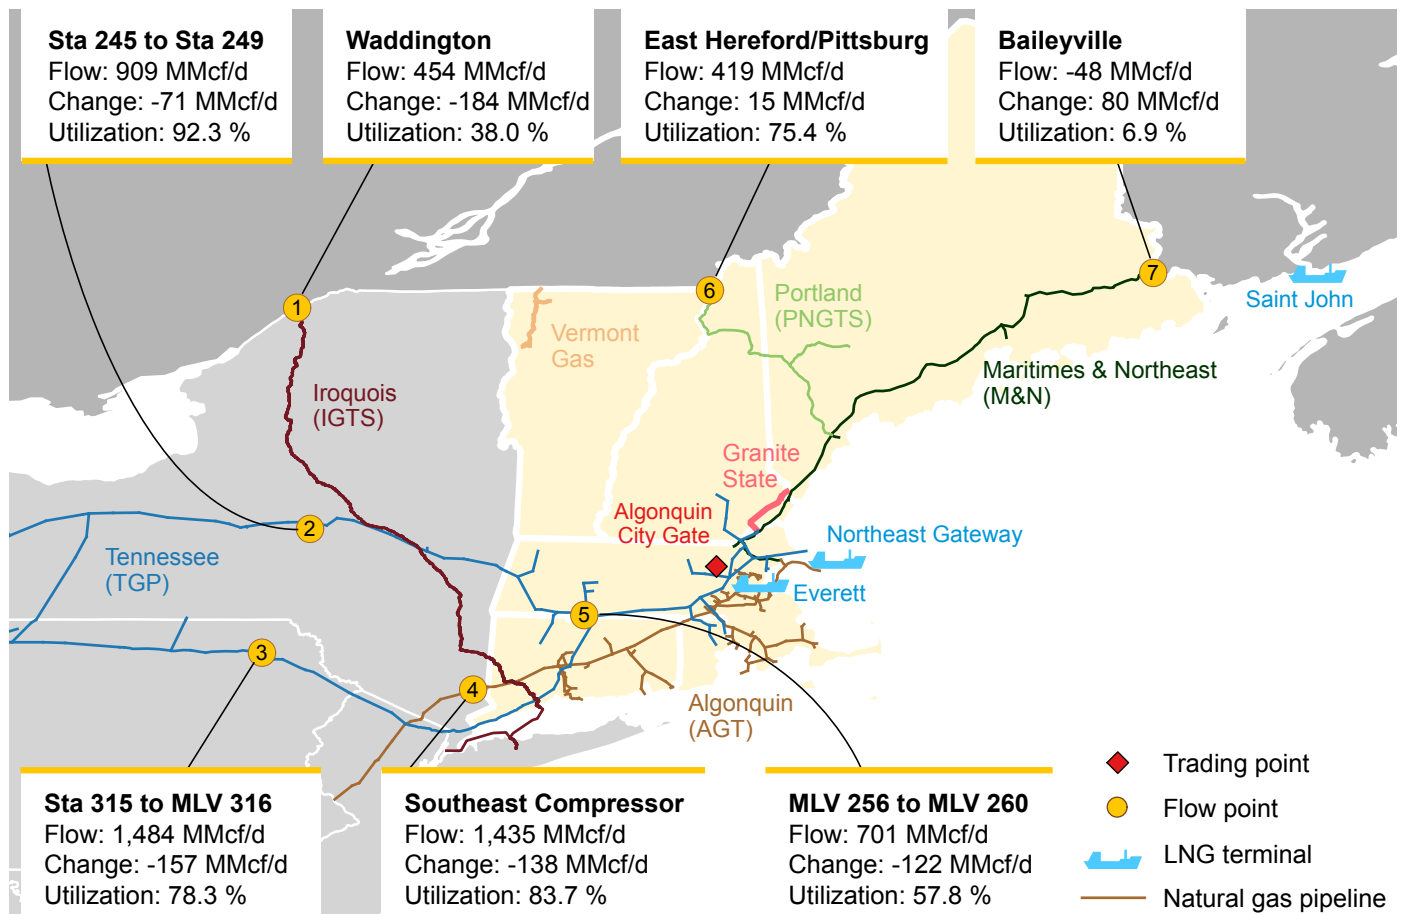 Sta 245 to Sta 249
Flow: 909 MMcf/d
Change: -71 MMcf/d
Utilization: 92.3 %
Waddington
Flow: 454 MMcf/d
Change: -184 MMcf/d
Utilization: 38.0 %
East Hereford/Pittsburg
Flow: 419 MMcf/d
Change: 15 MMcf/d
Utilization: 75.4 %
Baileyville
Flow: -48 MMcf/d
Change: 80 MMcf/d
Utilization: 6.9 %
7
6
1
Portland
(PNGTS)
Saint John
Vermont
Gas
Iroquois
(IGTS)
Maritimes & Northeast
(M&N)
Granite
State
Algonquin
City Gate
2
Northeast Gateway
Tennessee
(TGP)
Everett
5
3
4
Algonquin
(AGT)
Sta 315 to MLV 316
Flow: 1,484 MMcf/d
Change: -157 MMcf/d
Utilization: 78.3 %
Southeast Compressor
Flow: 1,435 MMcf/d
Change: -138 MMcf/d
Utilization: 83.7 %
MLV 256 to MLV 260
Flow: 701 MMcf/d
Change: -122 MMcf/d
Utilization: 57.8 %
Trading point
Flow point
LNG terminal
Natural gas pipeline